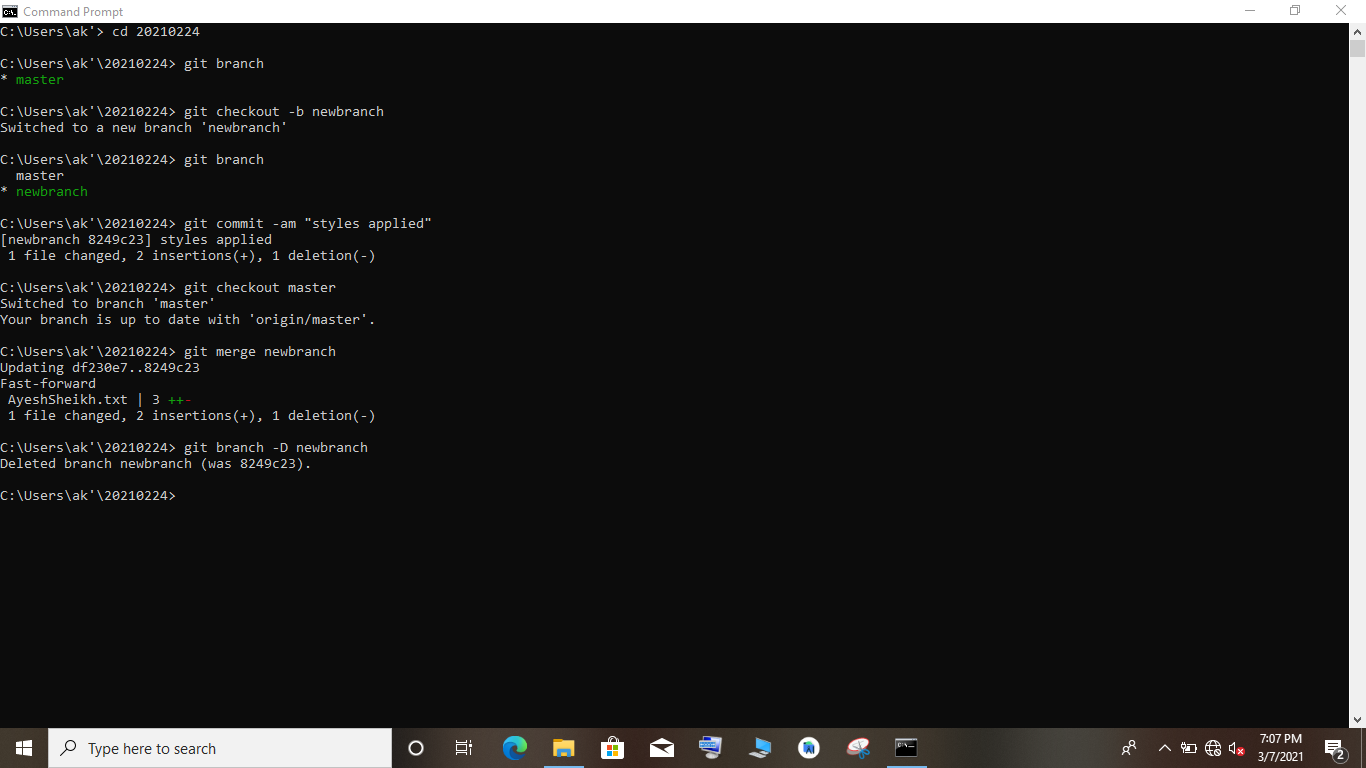 Command Prompt
C:\Users\ak'> cd 20210224
C:\Users\ak'\20210224> git branch
* master
C:\Users\ak'\20210224> git checkout -b newbranch
Switched to a new branch 'newbranch'
C:\Users\ak'\20210224> git branch
  master
* newbranch
C:\Users\ak'\20210224> git commit -am "styles applied"
[newbranch 8249c23] styles applied
 1 file changed, 2 insertions(+), 1 deletion(-)
C:\Users\ak'\20210224> git checkout master
Switched to branch 'master'
Your branch is up to date with 'origin/master'.
C:\Users\ak'\20210224> git merge newbranch
Updating df230e7..8249c23
Fast-forward
 AyeshSheikh.txt | 3 ++-
 1 file changed, 2 insertions(+), 1 deletion(-)
C:\Users\ak'\20210224> git branch -D newbranch
Deleted branch newbranch (was 8249c23).
C:\Users\ak'\20210224>
Type here to search
7:07 PM
3/7/2021
2